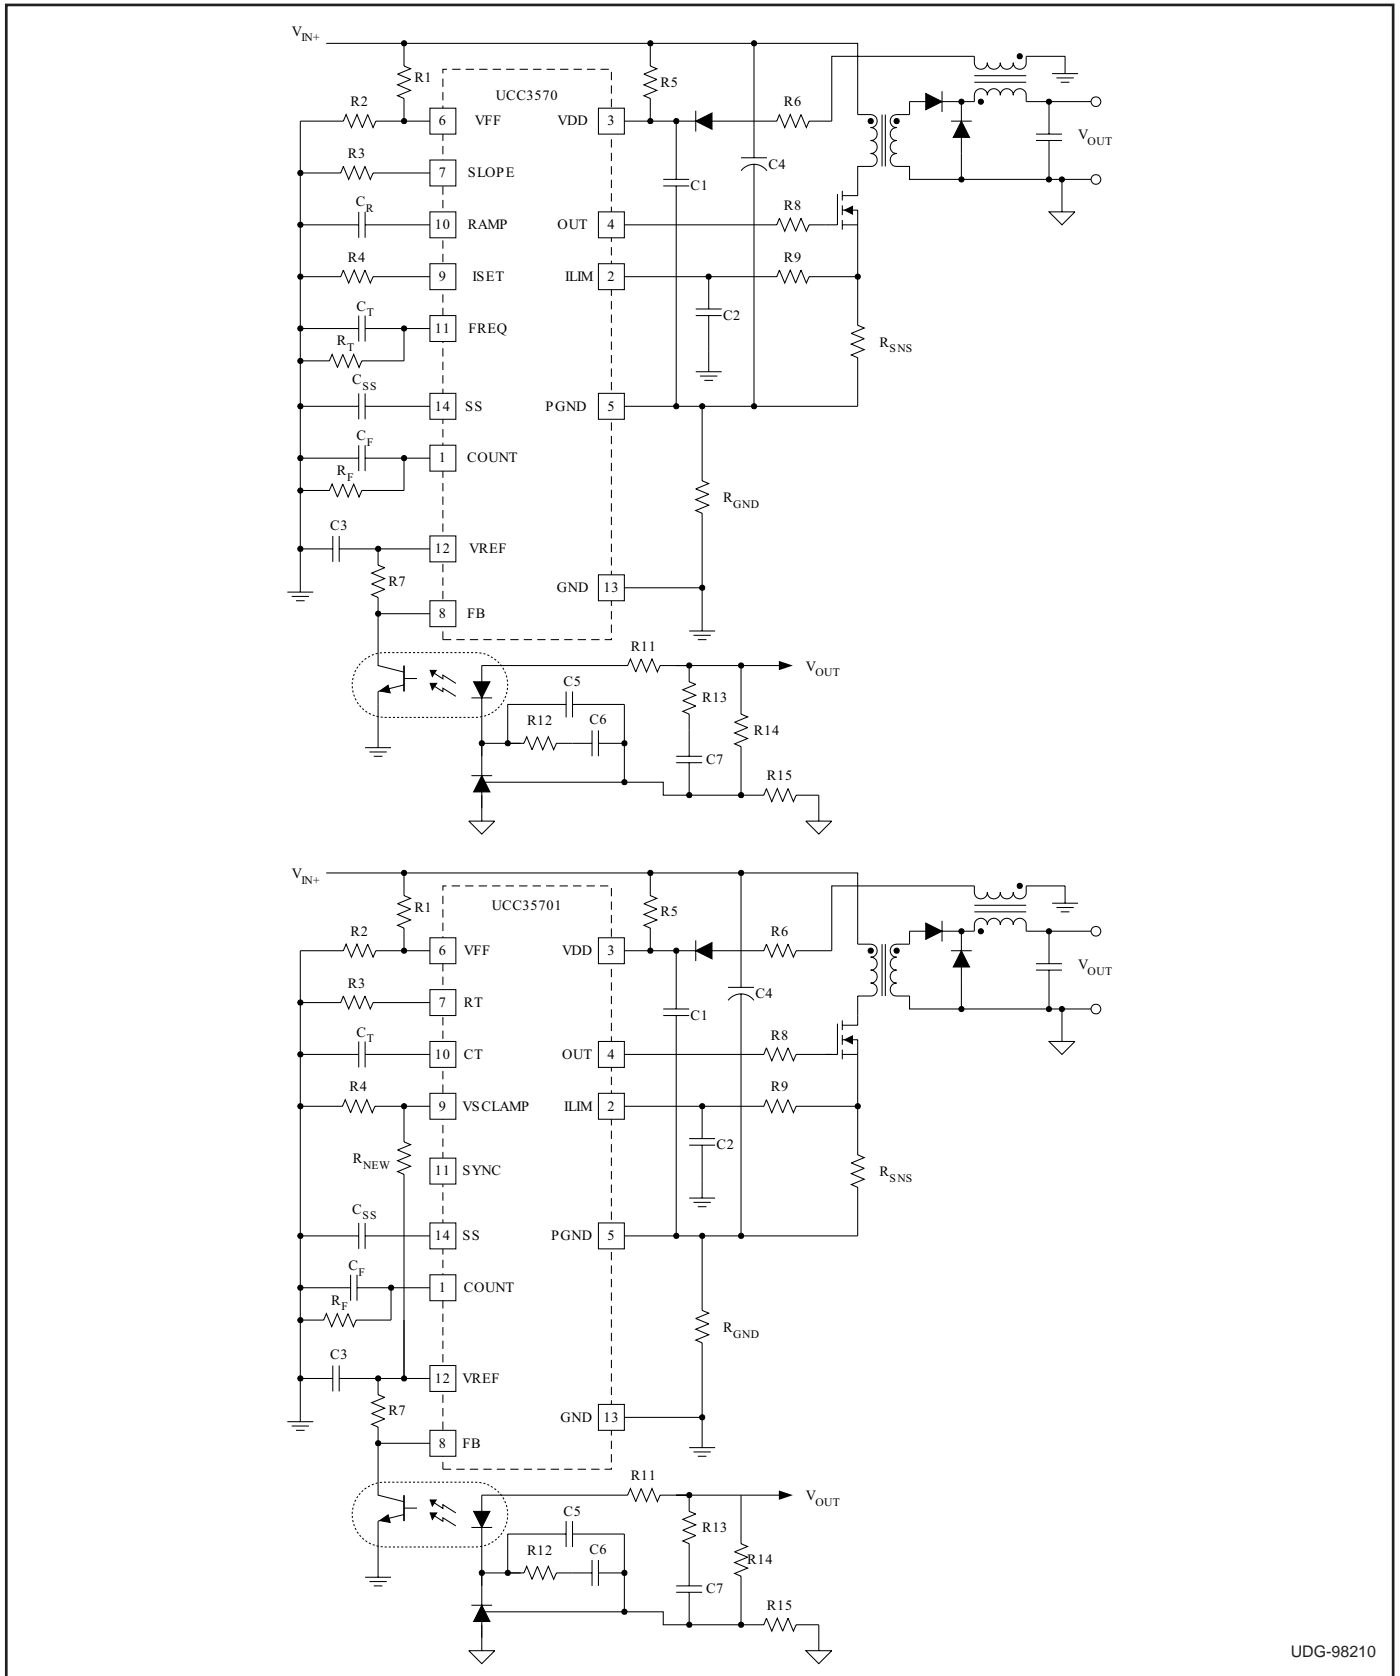 VIN+
R1
R5
UCC3570
R2
R6
6 VFF
VDD 3
VOUT
R3
C4
7 SLOPE
C1
CR
R8
10 RAMP
OUT 4
R4
R9
9 ISET
ILIM 2
CT
C2
11 FREQ
RT
RSNS
CSS
14 SS
PGND 5
CF
1 COUNT
RF
RGND
C3
12 VREF
R7
GND 13
8 FB
R11
VOUT
C5
R13
R12
C6
R14
C7
R15
VIN+
R1
R5
UCC35701
R2
R6
6 VFF
VDD 3
VOUT
R3
C4
7 RT
C1
CT
R8
10 CT
OUT 4
R4
R9
9 VSCLAMP
ILIM 2
C2
RNEW
11 SYNC
RSNS
CSS
14 SS
PGND 5
CF
1 COUNT
RF
RGND
C3
12 VREF
R7
GND 13
8 FB
R11
VOUT
C5
R13
R12
C6
R14
C7
R15
UDG-98210